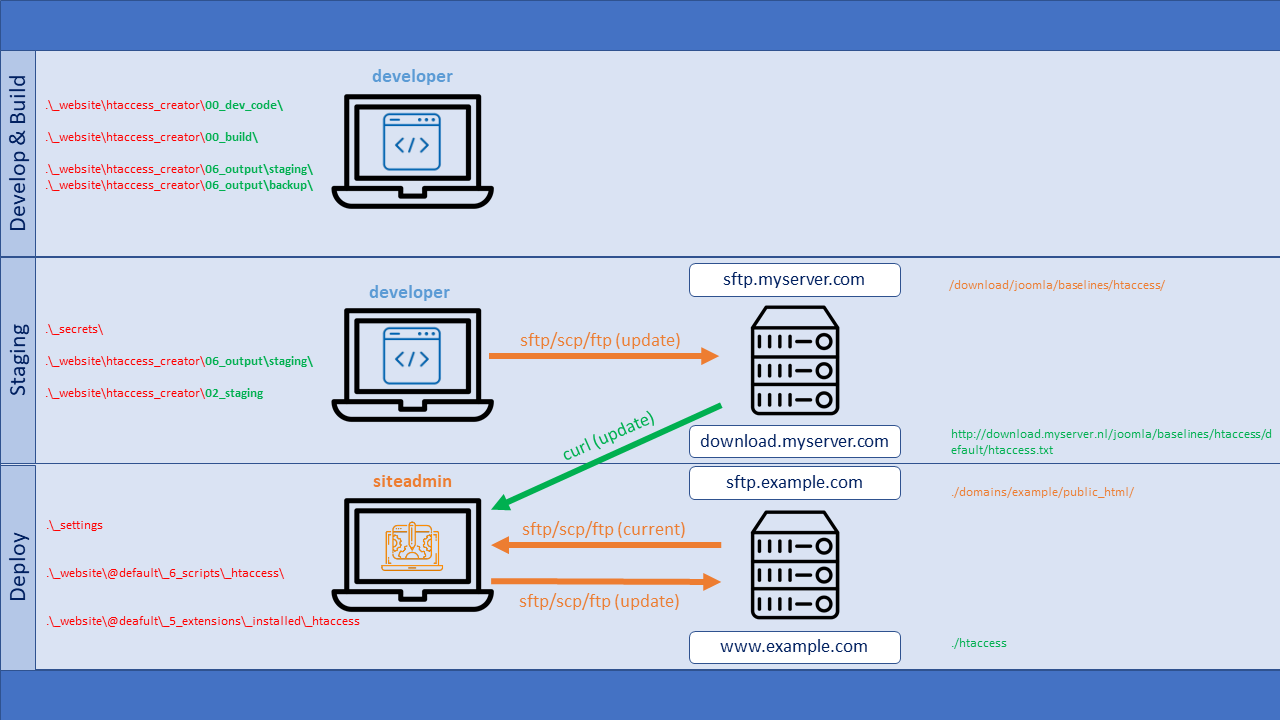 Develop & Build
developer
.\_website\htaccess_creator\00_dev_code\
.\_website\htaccess_creator\00_build\
.\_website\htaccess_creator\06_output\staging\
.\_website\htaccess_creator\06_output\backup\
</>
Staging
developer
.\_secrets\
.\_website\htaccess_creator\06_output\staging\
.\_website\htaccess_creator\02_staging
</>
sftp/scp/ftp (update)
sftp.myserver.com
/download/joomla/baselines/htaccess/
curl (update)
download.myserver.com
http://download.myserver.nl/joomla/baselines/htaccess/d
efault/htaccess.txt
Deploy
siteadmin
.\_settings
.\_website\@default\_6_scripts\_htaccess\
.\_website\@deafult\_5_extensions\_installed\_htaccess
sftp/scp/ftp (current)
sftp/scp/ftp (update)
sftp.example.com
./domains/example/public_html/
www.example.com
./htaccess